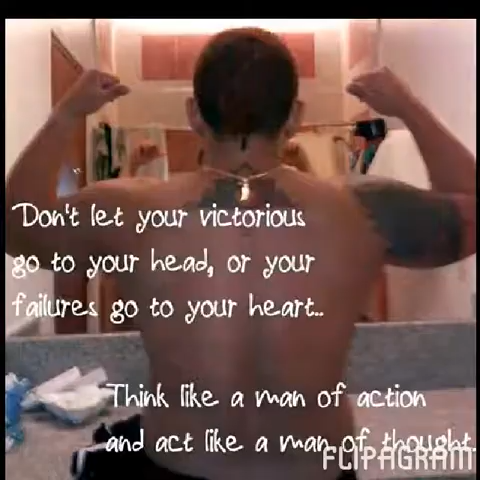 Don't let your victorious
go to your head, or your
failures go to your heart..
Think like a man of action
and act like a man of thought.
FLIPAGRAM